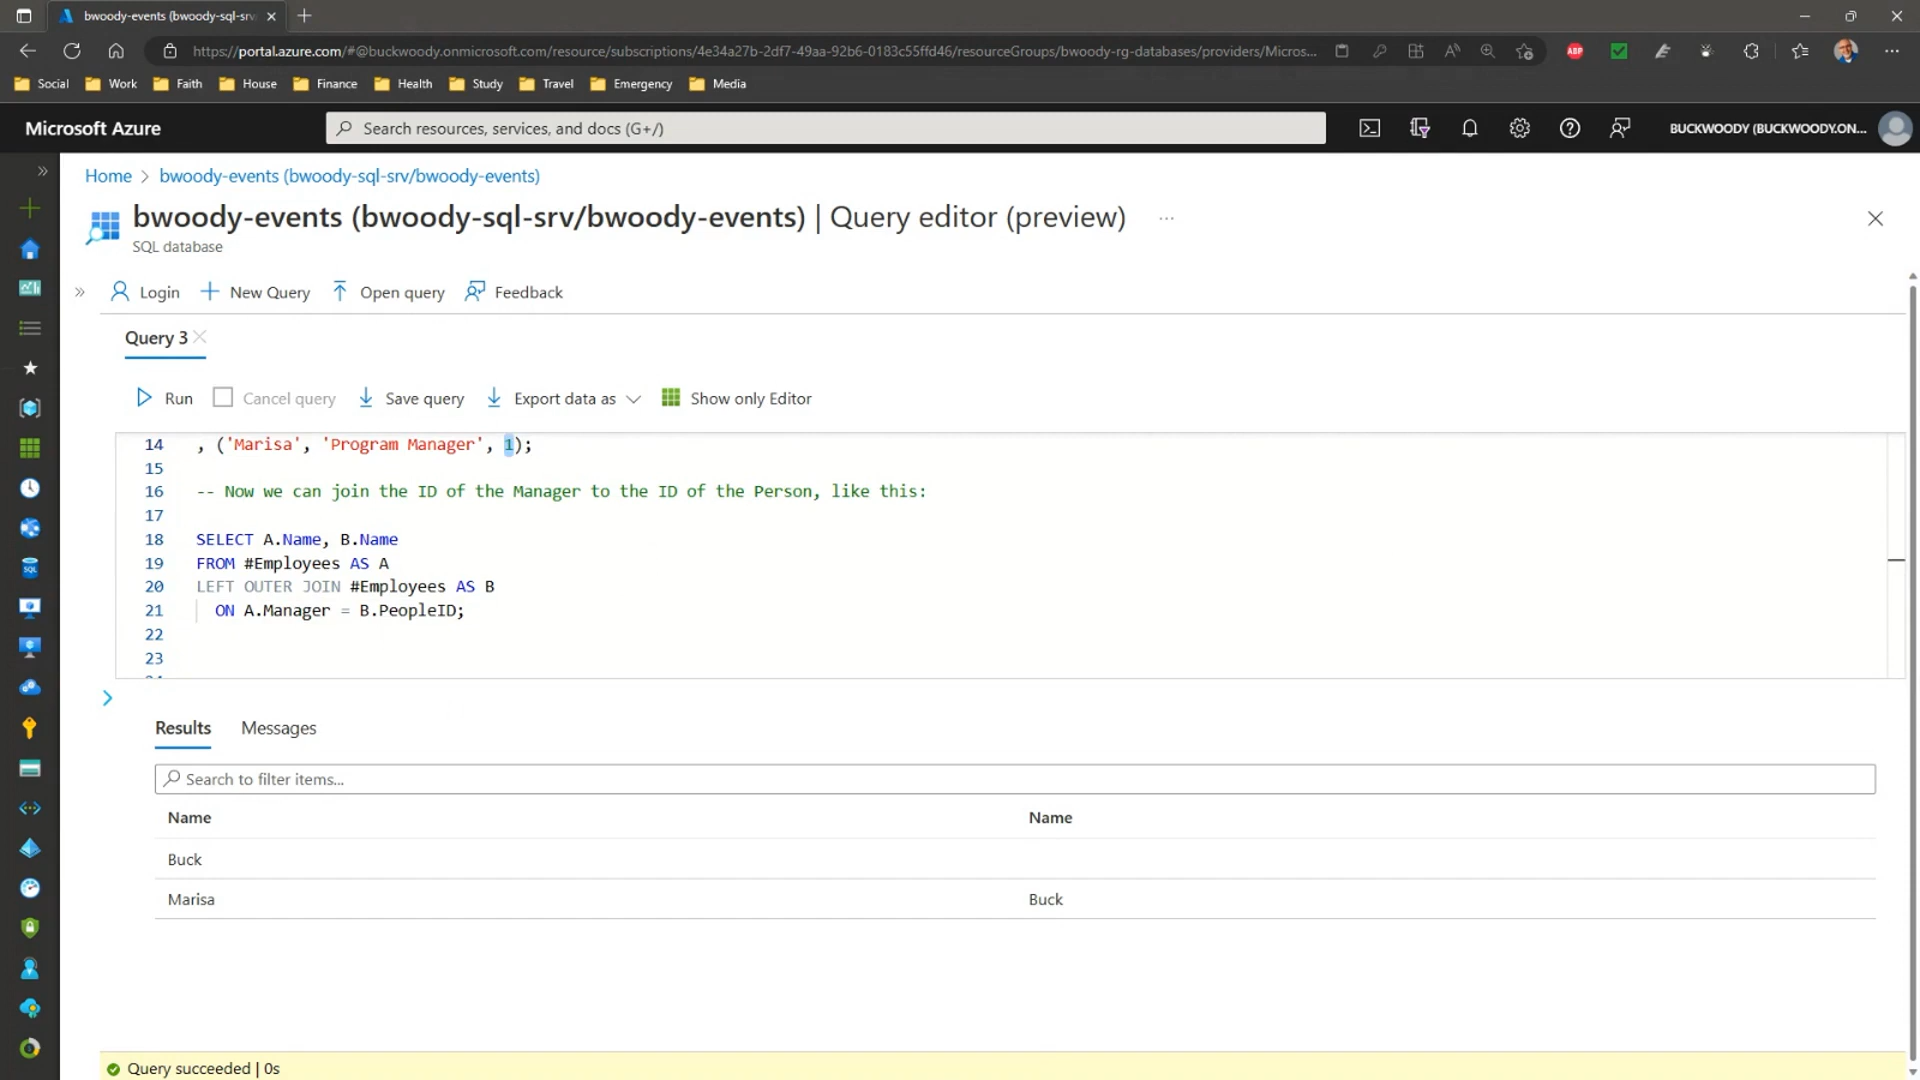 bwoody-events (bwoody-sql-srv
https://portal.azure.com/#@buckwoody.onmicrosoft.com/resource/subscriptions/4e34a27b-2df7-49aa-92b6-0183c55ffd46/resourceGroups/bwoody-rg-databases/providers/Micros...
ABP
Social Work Faith House Finance Health Study Travel Emergency Media
Microsoft Azure
Search resources, services, and docs (G+/)
BUCKWOODY (BUCKWOODY.ON...
Home > bwoody-events (bwoody-sql-srv/bwoody-events)
bwoody-events (bwoody-sql-srv/bwoody-events) | Query editor (preview) ...
SQL database
Login New Query Open query Feedback
Query 3
Run Cancel query Save query Export data as Show only Editor
14 , ('Marisa', 'Program Manager', 1);
15
16 -- Now we can join the ID of the Manager to the ID of the Person, like this:
17
18 SELECT A.Name, B.Name
19 FROM #Employees AS A
20 LEFT OUTER JOIN #Employees AS B
21 ON A.Manager = B.PeopleID;
22
23
SQL
Results Messages
Search to filter items...
Name Name
Buck
Marisa Buck
Query succeeded | 0s